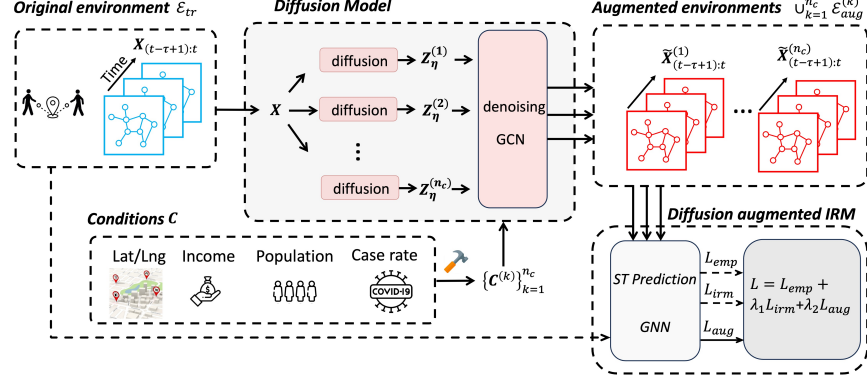 Original environment ℰ_tr
X_(t−τ+1):t
Time
Diffusion Model
X
diffusion
Z_η^(1)
diffusion
Z_η^(2)
⋮
diffusion
Z_η^(n_c)
denoising
GCN
Augmented environments ∪_{k=1}^{n_c} ℰ_aug^(k)
X̃_(t−τ+1):t^(1)
...
X̃_(t−τ+1):t^(n_c)
Conditions C
Lat/Lng
Income
Population
Case rate
COVID-19
{C^(k)}_{k=1}^{n_c}
Diffusion augmented IRM
ST Prediction
GNN
L_emp
L_irm
L_aug
L = L_emp +
λ_1 L_irm+λ_2 L_aug